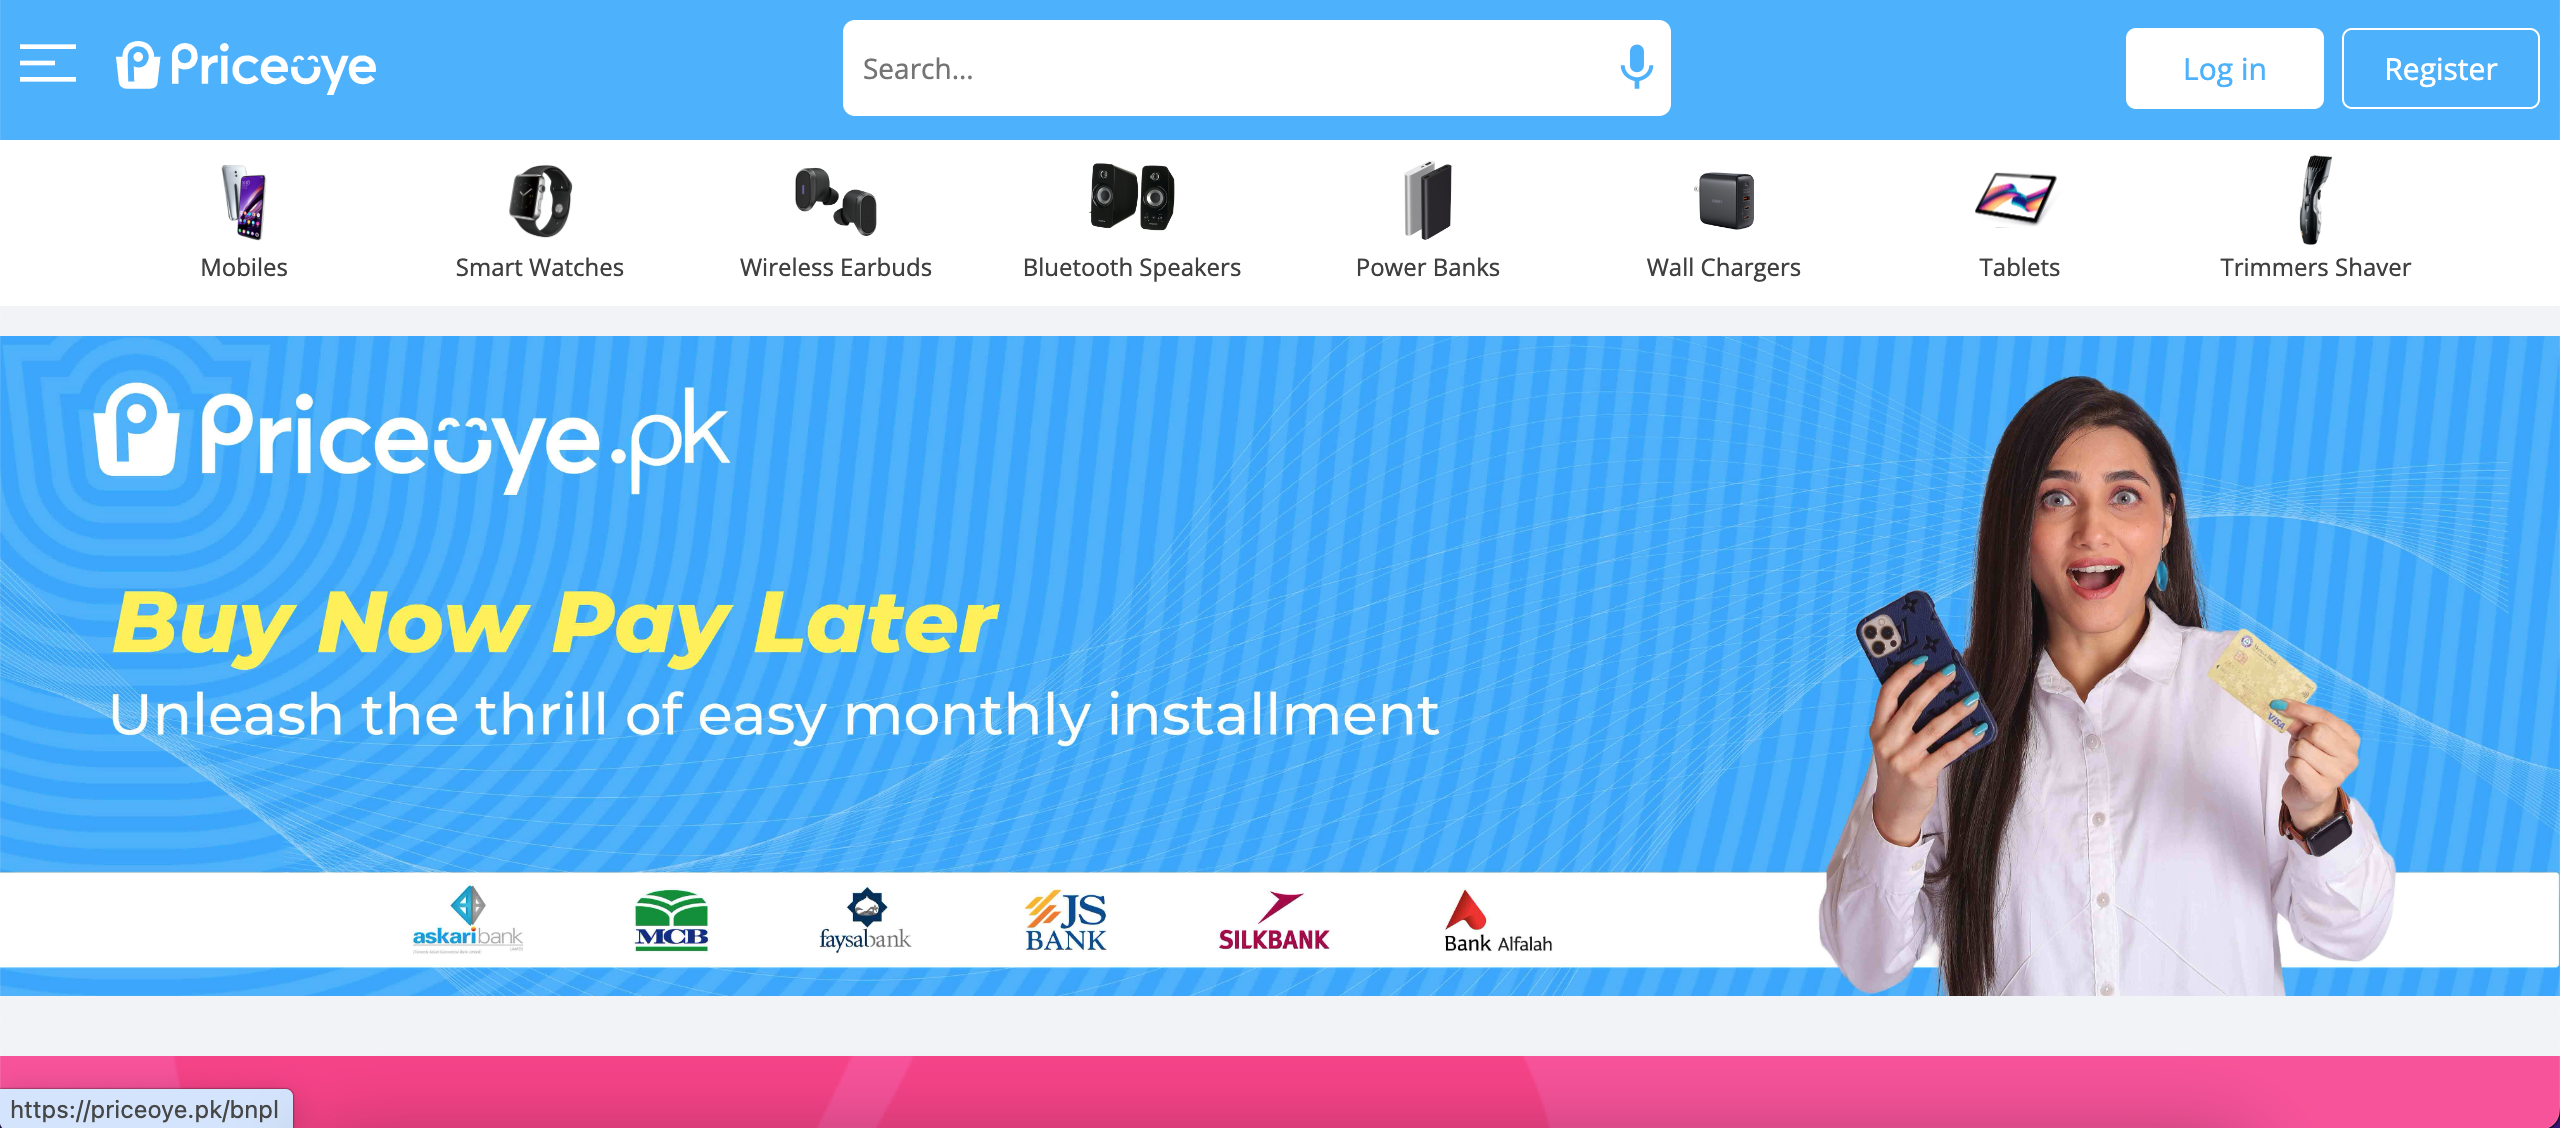 Priceoye
Search...
Log in
Register
Mobiles
Smart Watches
Wireless Earbuds
Bluetooth Speakers
Power Banks
Wall Chargers
Tablets
Trimmers Shaver
Priceoye.pk
Buy Now Pay Later
Unleash the thrill of easy monthly installment
VISA
askaribank
MCB
faysalbank
JS
BANK
SILKBANK
Bank Alfalah
https://priceoye.pk/bnpl